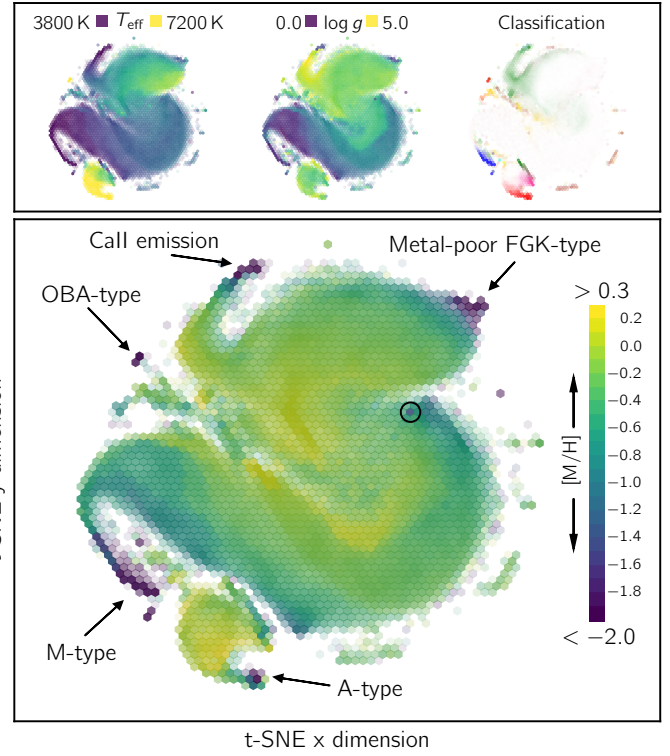 3800 K T_eff 7200 K
0.0 log g 5.0
Classification
CaII emission
Metal-poor FGK-type
OBA-type
> 0.3
0.2
0.0
−0.2
−0.4
−0.6
−0.8
−1.0
−1.2
−1.4
−1.6
−1.8
< −2.0
[M/H]
M-type
A-type
t-SNE x dimension